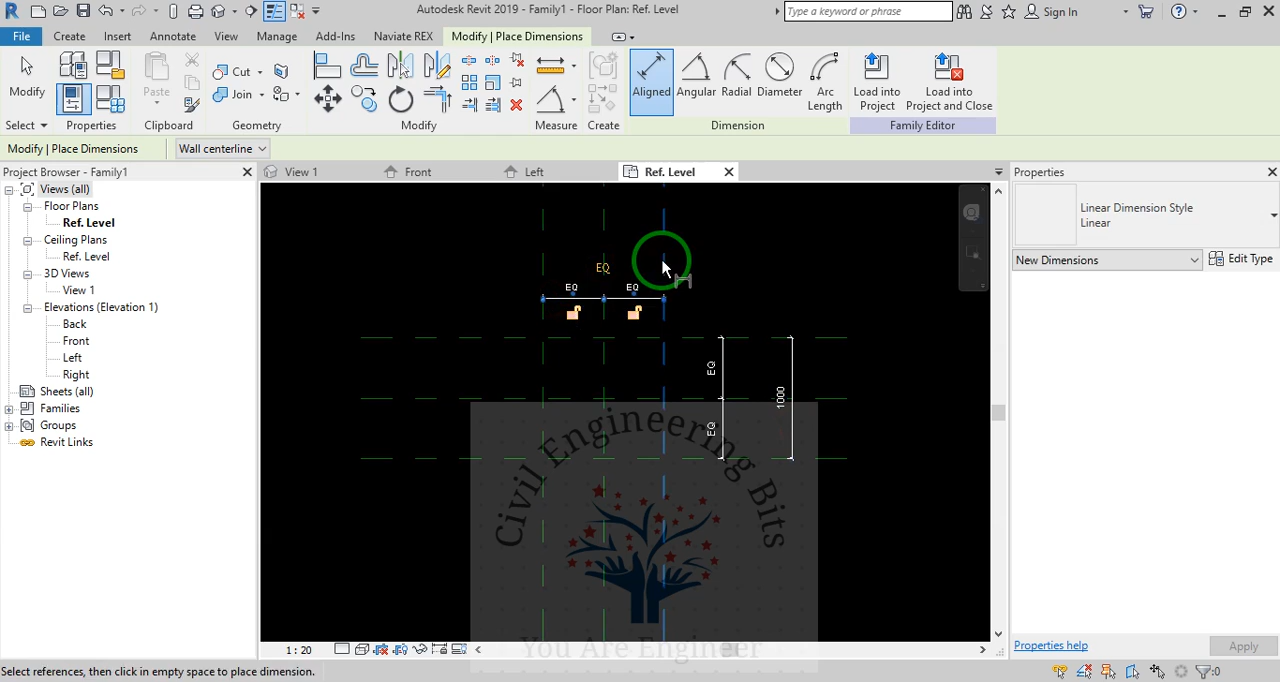 Autodesk Revit 2019 - Family1 - Floor Plan: Ref. Level
Type a keyword or phrase
Sign In
File
Create
Insert
Annotate
View
Manage
Add-Ins
Naviate REX
Modify | Place Dimensions
Modify
Paste
Cut
Join
Aligned
Angular
Radial
Diameter
Arc
Length
Load into
Project
Load into
Project and Close
Select
Properties
Clipboard
Geometry
Modify
Measure
Create
Dimension
Family Editor
Modify | Place Dimensions
Wall centerline
Project Browser - Family1
Views (all)
Floor Plans
Ref. Level
Ceiling Plans
Ref. Level
3D Views
View 1
Elevations (Elevation 1)
Back
Front
Left
Right
Sheets (all)
Families
Groups
Revit Links
View 1
Front
Left
Ref. Level
EQ
EQ
EQ
EQ
EQ
1000
Civil Engineering Bits
You Are Engineer
1 : 20
Properties
Linear Dimension Style
Linear
New Dimensions
Edit Type
Properties help
Apply
Select references, then click in empty space to place dimension.
:0